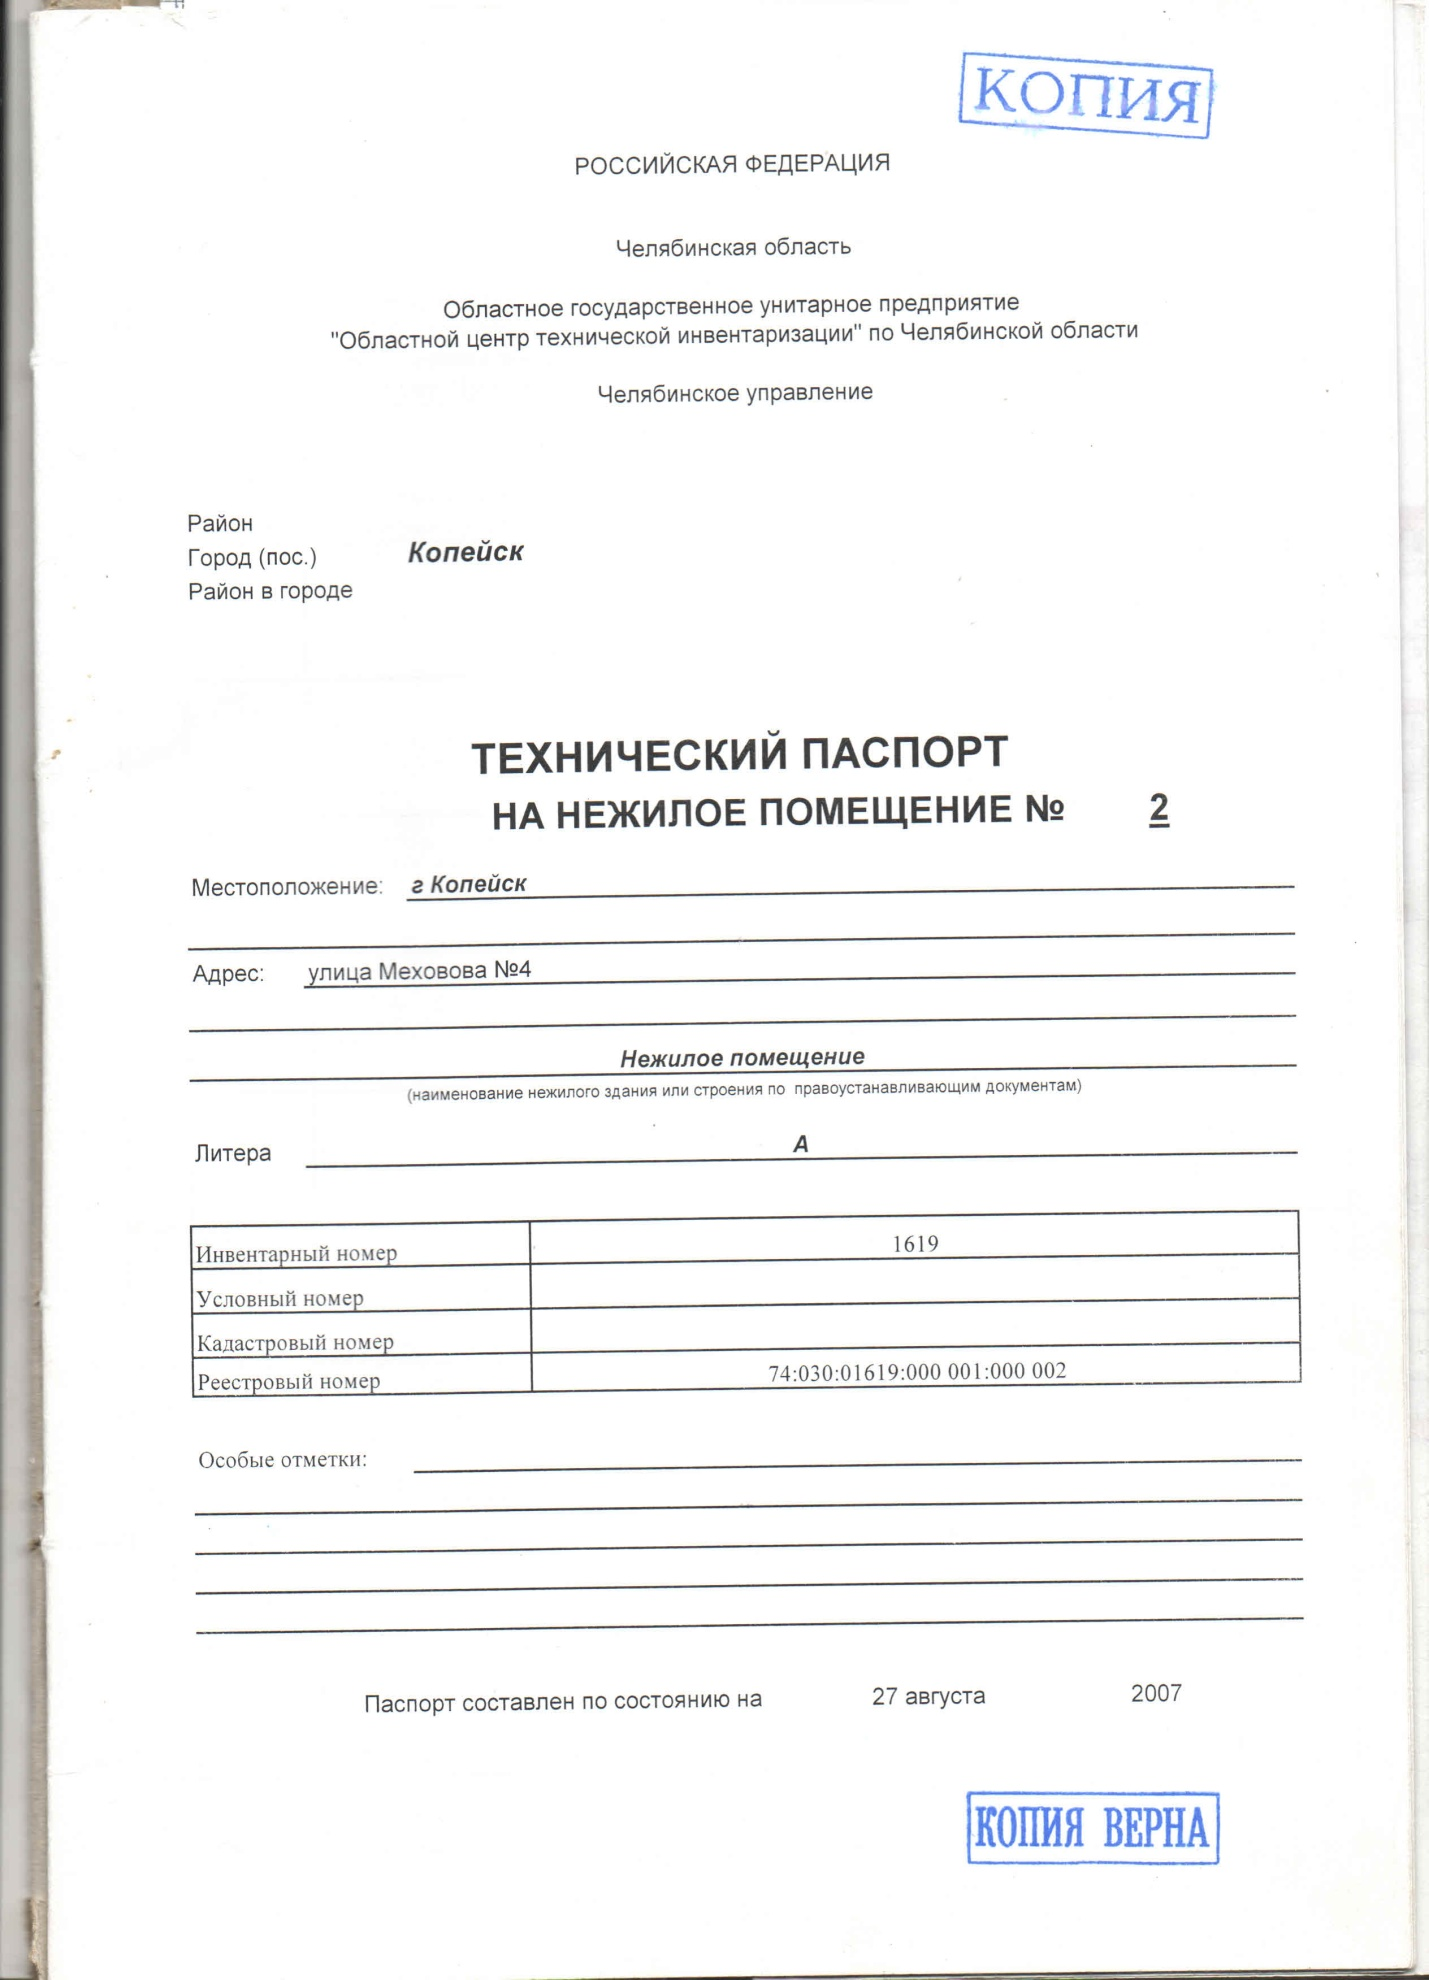 КОПИЯ
РОССИЙСКАЯ ФЕДЕРАЦИЯ
Челябинская область
Областное государственное унитарное предприятие
"Областной центр технической инвентаризации" по Челябинской области
Челябинское управление
Район
Город (пос.) Копейск
Район в городе
ТЕХНИЧЕСКИЙ ПАСПОРТ
НА НЕЖИЛОЕ ПОМЕЩЕНИЕ № 2
Местоположение: г Копейск
Адрес: улица Меховова №4
Нежилое помещение
(наименование нежилого здания или строения по правоустанавливающим документам)
Литера А
Инвентарный номер 1619
Условный номер
Кадастровый номер
Реестровый номер 74:030:01619:000 001:000 002
Особые отметки:
Паспорт составлен по состоянию на 27 августа 2007
КОПИЯ ВЕРНА